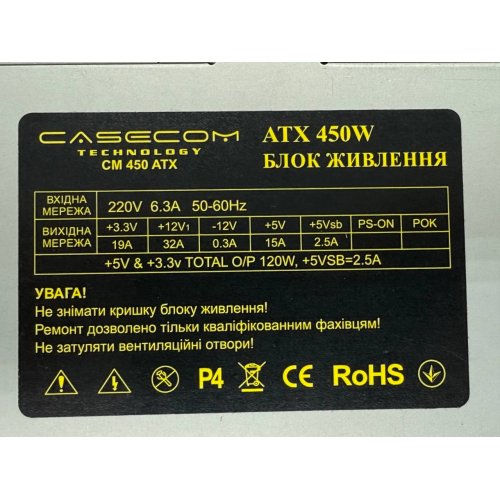 CASECOM
TECHNOLOGY
CM 450 ATX
ATX 450W
БЛОК ЖИВЛЕННЯ
ВХІДНА МЕРЕЖА 220V 6.3A 50-60Hz
ВИХІДНА МЕРЕЖА +3.3V +12V1 -12V +5V +5Vsb PS-ON POK
19A 32A 0.3A 15A 2.5A
+5V & +3.3v TOTAL O/P 120W, +5VSB=2.5A
УВАГА!
Не знімати кришку блоку живлення!
Ремонт дозволено тільки кваліфікованим фахівцям!
Не затуляти вентиляційні отвори!
P4 22 CE RoHS